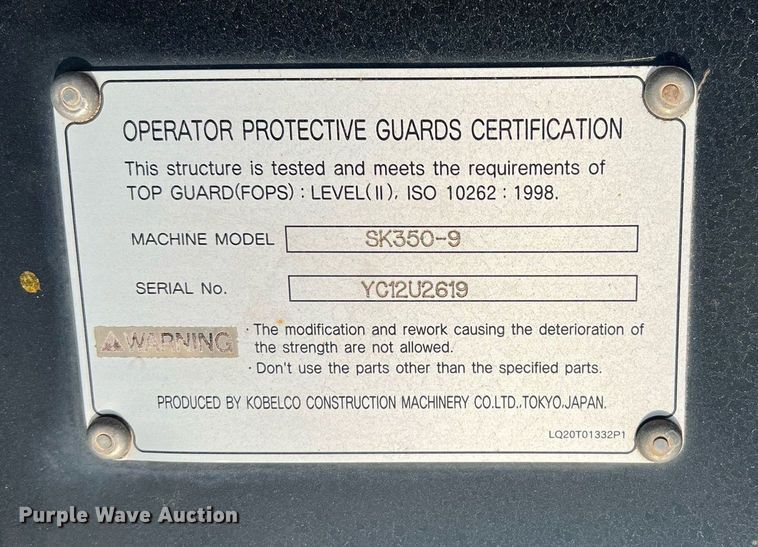 OPERATOR PROTECTIVE GUARDS CERTIFICATION
This structure is tested and meets the requirements of
TOP GUARD(FOPS) : LEVEL(II), ISO 10262 : 1998.
MACHINE MODEL SK350-9
SERIAL No. YC12U2619
⚠WARNING
· The modification and rework causing the deterioration of
the strength are not allowed.
· Don't use the parts other than the specified parts.
PRODUCED BY KOBELCO CONSTRUCTION MACHINERY CO.LTD.,TOKYO,JAPAN.
LQ20T01332P1
Purple Wave Auction